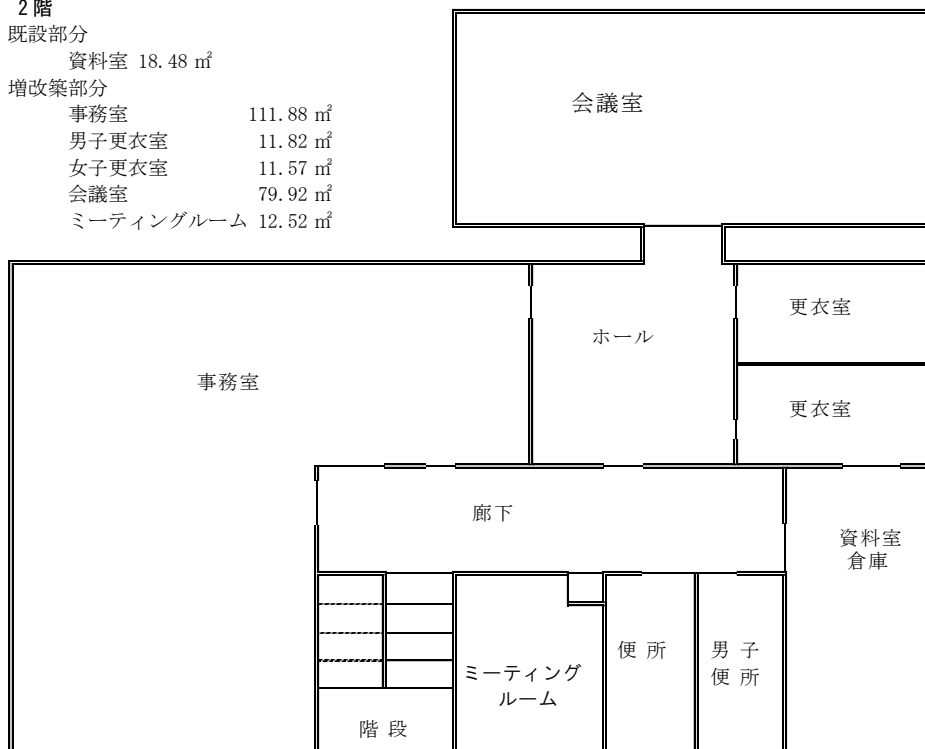 2階
既設部分
資料室 18.48 ㎡
増改築部分
事務室 111.88 ㎡
男子更衣室 11.82 ㎡
女子更衣室 11.57 ㎡
会議室 79.92 ㎡
ミーティングルーム 12.52 ㎡
会議室
更衣室
ホール
事務室
更衣室
廊下
資料室
倉庫
便 所
男 子
便 所
ミーティング
ルーム
階 段